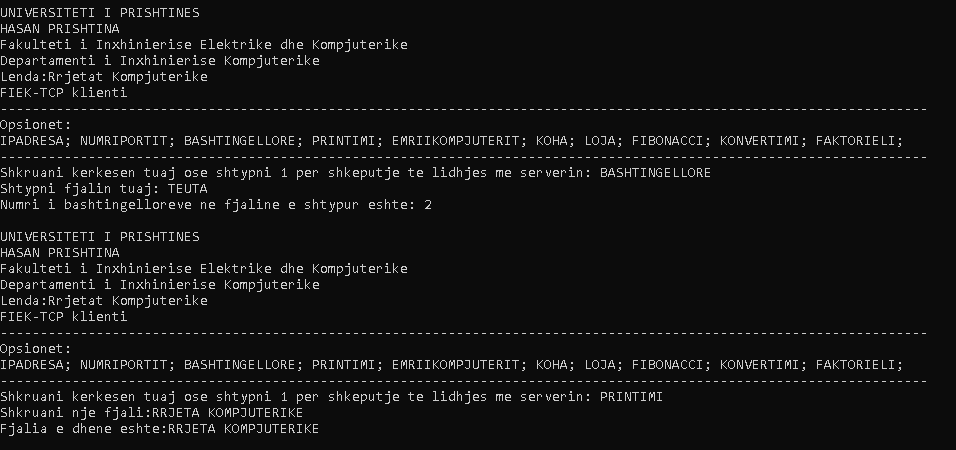 UNIVERSITETI I PRISHTINES
HASAN PRISHTINA
Fakulteti i Inxhinierise Elektrike dhe Kompjuterike
Departamenti i Inxhinierise Kompjuterike
Lenda:Rrjetat Kompjuterike
FIEK-TCP klienti
--------------------------------------------------------------------------------------------------------------------
Opsionet:
IPADRESA; NUMRIPORTIT; BASHTINGELLORE; PRINTIMI; EMRIIKOMPJUTERIT; KOHA; LOJA; FIBONACCI; KONVERTIMI; FAKTORIELI;
--------------------------------------------------------------------------------------------------------------------
Shkruani kerkesen tuaj ose shtypni 1 per shkeputje te lidhjes me serverin: BASHTINGELLORE
Shtypni fjalin tuaj: TEUTA
Numri i bashtingelloreve ne fjaline e shtypur eshte: 2
UNIVERSITETI I PRISHTINES
HASAN PRISHTINA
Fakulteti i Inxhinierise Elektrike dhe Kompjuterike
Departamenti i Inxhinierise Kompjuterike
Lenda:Rrjetat Kompjuterike
FIEK-TCP klienti
--------------------------------------------------------------------------------------------------------------------
Opsionet:
IPADRESA; NUMRIPORTIT; BASHTINGELLORE; PRINTIMI; EMRIIKOMPJUTERIT; KOHA; LOJA; FIBONACCI; KONVERTIMI; FAKTORIELI;
--------------------------------------------------------------------------------------------------------------------
Shkruani kerkesen tuaj ose shtypni 1 per shkeputje te lidhjes me serverin: PRINTIMI
Shkruani nje fjali:RRJETA KOMPJUTERIKE
Fjalia e dhene eshte:RRJETA KOMPJUTERIKE